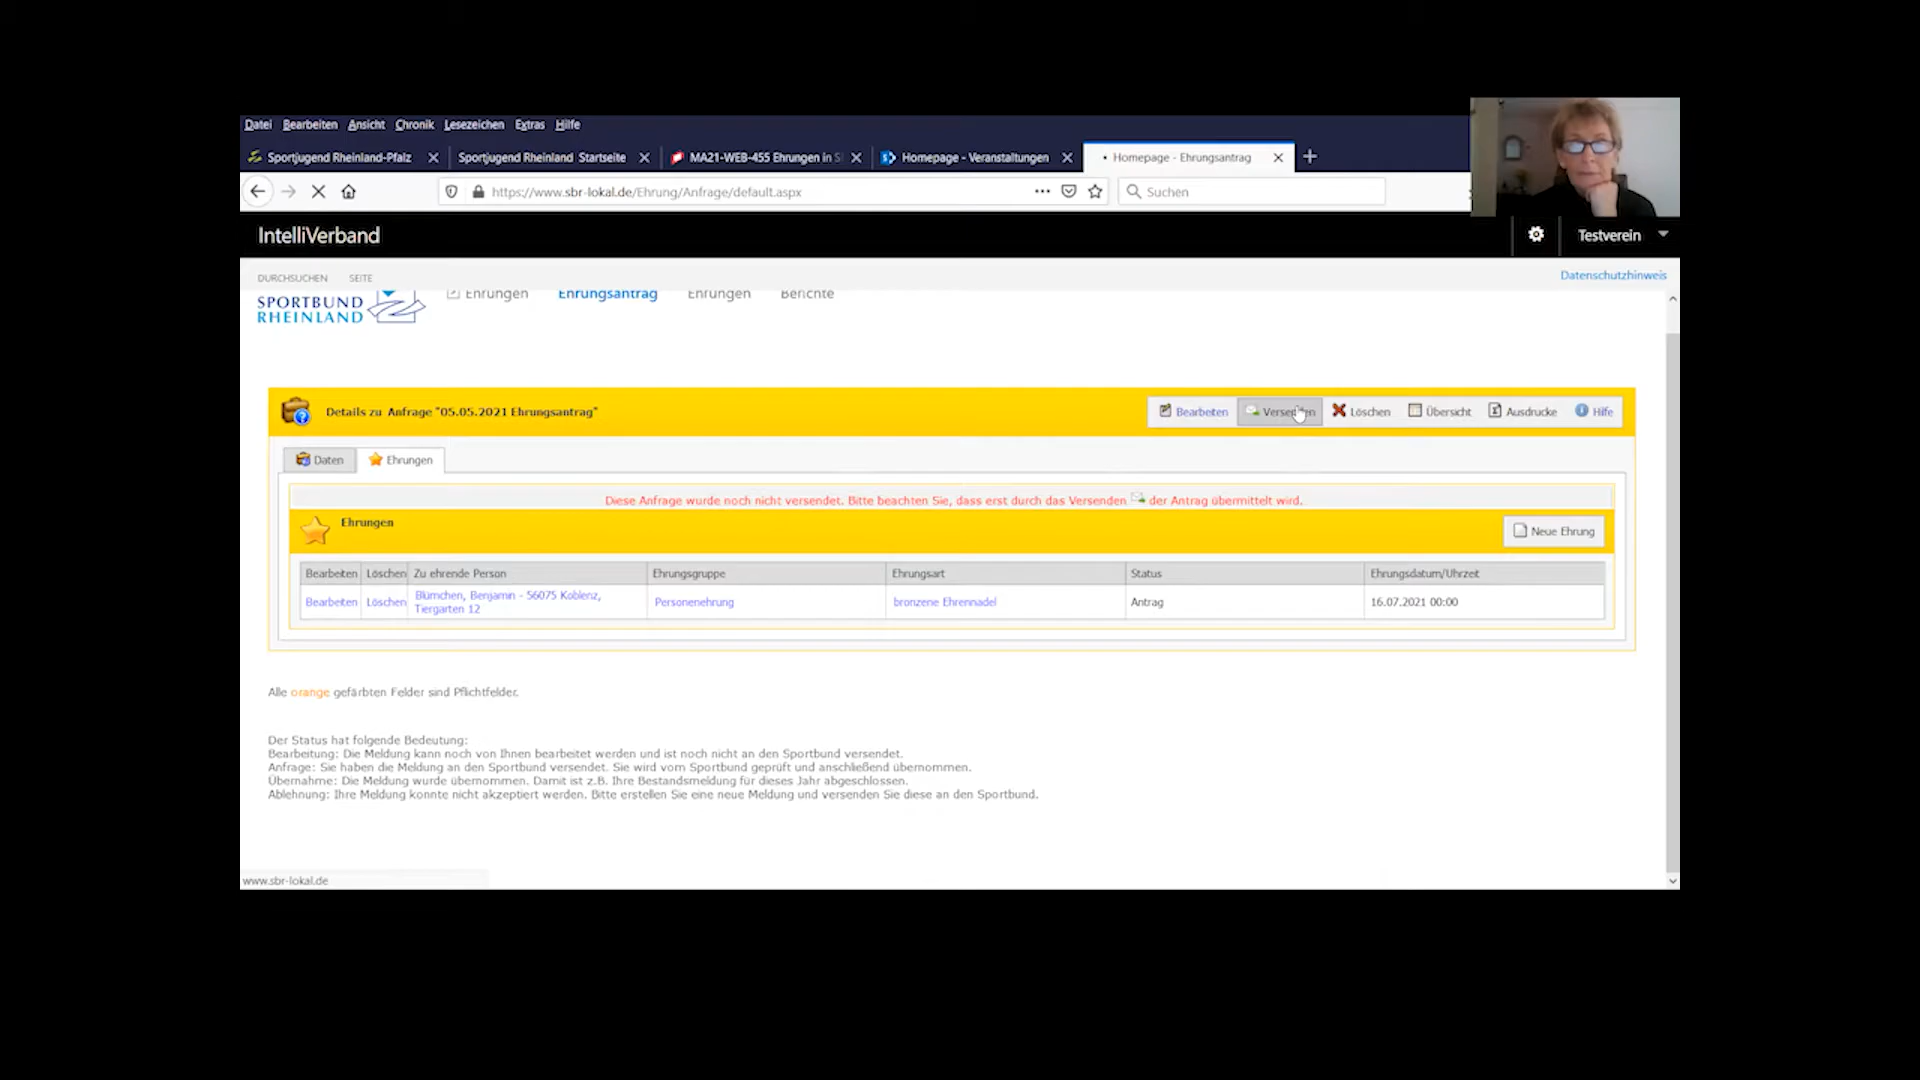 Datei Bearbeiten Ansicht Chronik Lesezeichen Extras Hilfe
Sportjugend Rheinland-Pfalz Sportjugend Rheinland Startseite MA21-WEB-455 Ehrungen in Homepage - Veranstaltungen Homepage - Ehrungsantrag
https://www.sbr-lokal.de/Ehrung/Anfrage/default.aspx Suchen
IntelliVerband Testverein
DURCHSUCHEN SEITE Datenschutzhinweis
SPORTBUND RHEINLAND
Ehrungen Ehrungsantrag Ehrungen Berichte
Details zu Anfrage "05.05.2021 Ehrungsantrag" Bearbeiten Versenden Löschen Übersicht Ausdrucke Hilfe
Daten Ehrungen
Diese Anfrage wurde noch nicht versendet. Bitte beachten Sie, dass erst durch das Versenden der Antrag übermittelt wird.
Ehrungen
Neue Ehrung
Bearbeiten Löschen Zu ehrende Person Ehrungsgruppe Ehrungsart Status Ehrungsdatum/Uhrzeit
Bearbeiten Löschen Blümchen, Benjamin - 56075 Koblenz, Personenehrung bronzene Ehrennadel Antrag 16.07.2021 00:00
Tiergarten 12
Alle orange gefärbten Felder sind Pflichtfelder.
Der Status hat folgende Bedeutung:
Bearbeitung: Die Meldung kann noch von Ihnen bearbeitet werden und ist noch nicht an den Sportbund versendet.
Anfrage: Sie haben die Meldung an den Sportbund versendet. Sie wird vom Sportbund geprüft und anschließend übernommen.
Übernahme: Die Meldung wurde übernommen. Damit ist z.B. Ihre Bestandsmeldung für dieses Jahr abgeschlossen.
Ablehnung: Ihre Meldung konnte nicht akzeptiert werden. Bitte erstellen Sie eine neue Meldung und versenden Sie diese an den Sportbund.
www.sbr-lokal.de